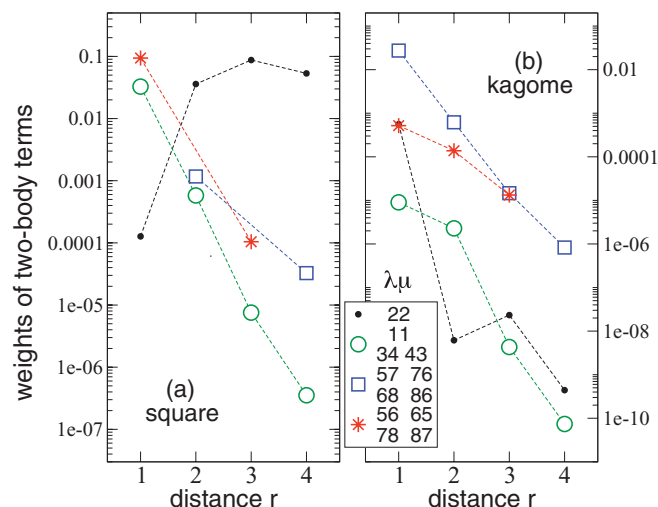 weights of two-body terms
0.1
0.01
0.001
0.0001
1e-05
1e-06
1e-07
(a)
square
1 2 3 4
distance r
(b)
kagome
0.01
0.0001
1e-06
1e-08
1e-10
1 2 3 4
distance r
λμ
22
11
34 43
57 76
68 86
56 65
78 87